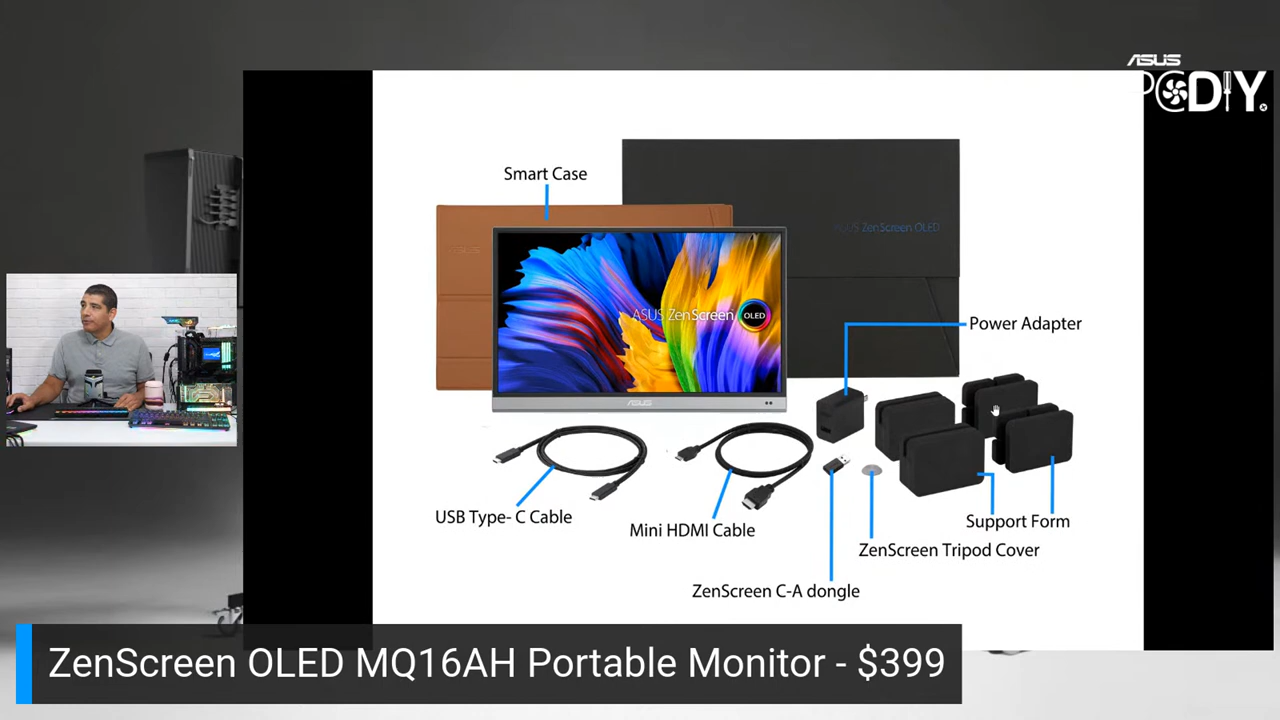 ASUS
PCDIY.
Smart Case
ASUS ZenScreen OLED
ASUS
ASUS ZenScreen OLED
Power Adapter
ASUS
USB Type- C Cable
Mini HDMI Cable
Support Form
ZenScreen Tripod Cover
ZenScreen C-A dongle
ZenScreen OLED MQ16AH Portable Monitor - $399